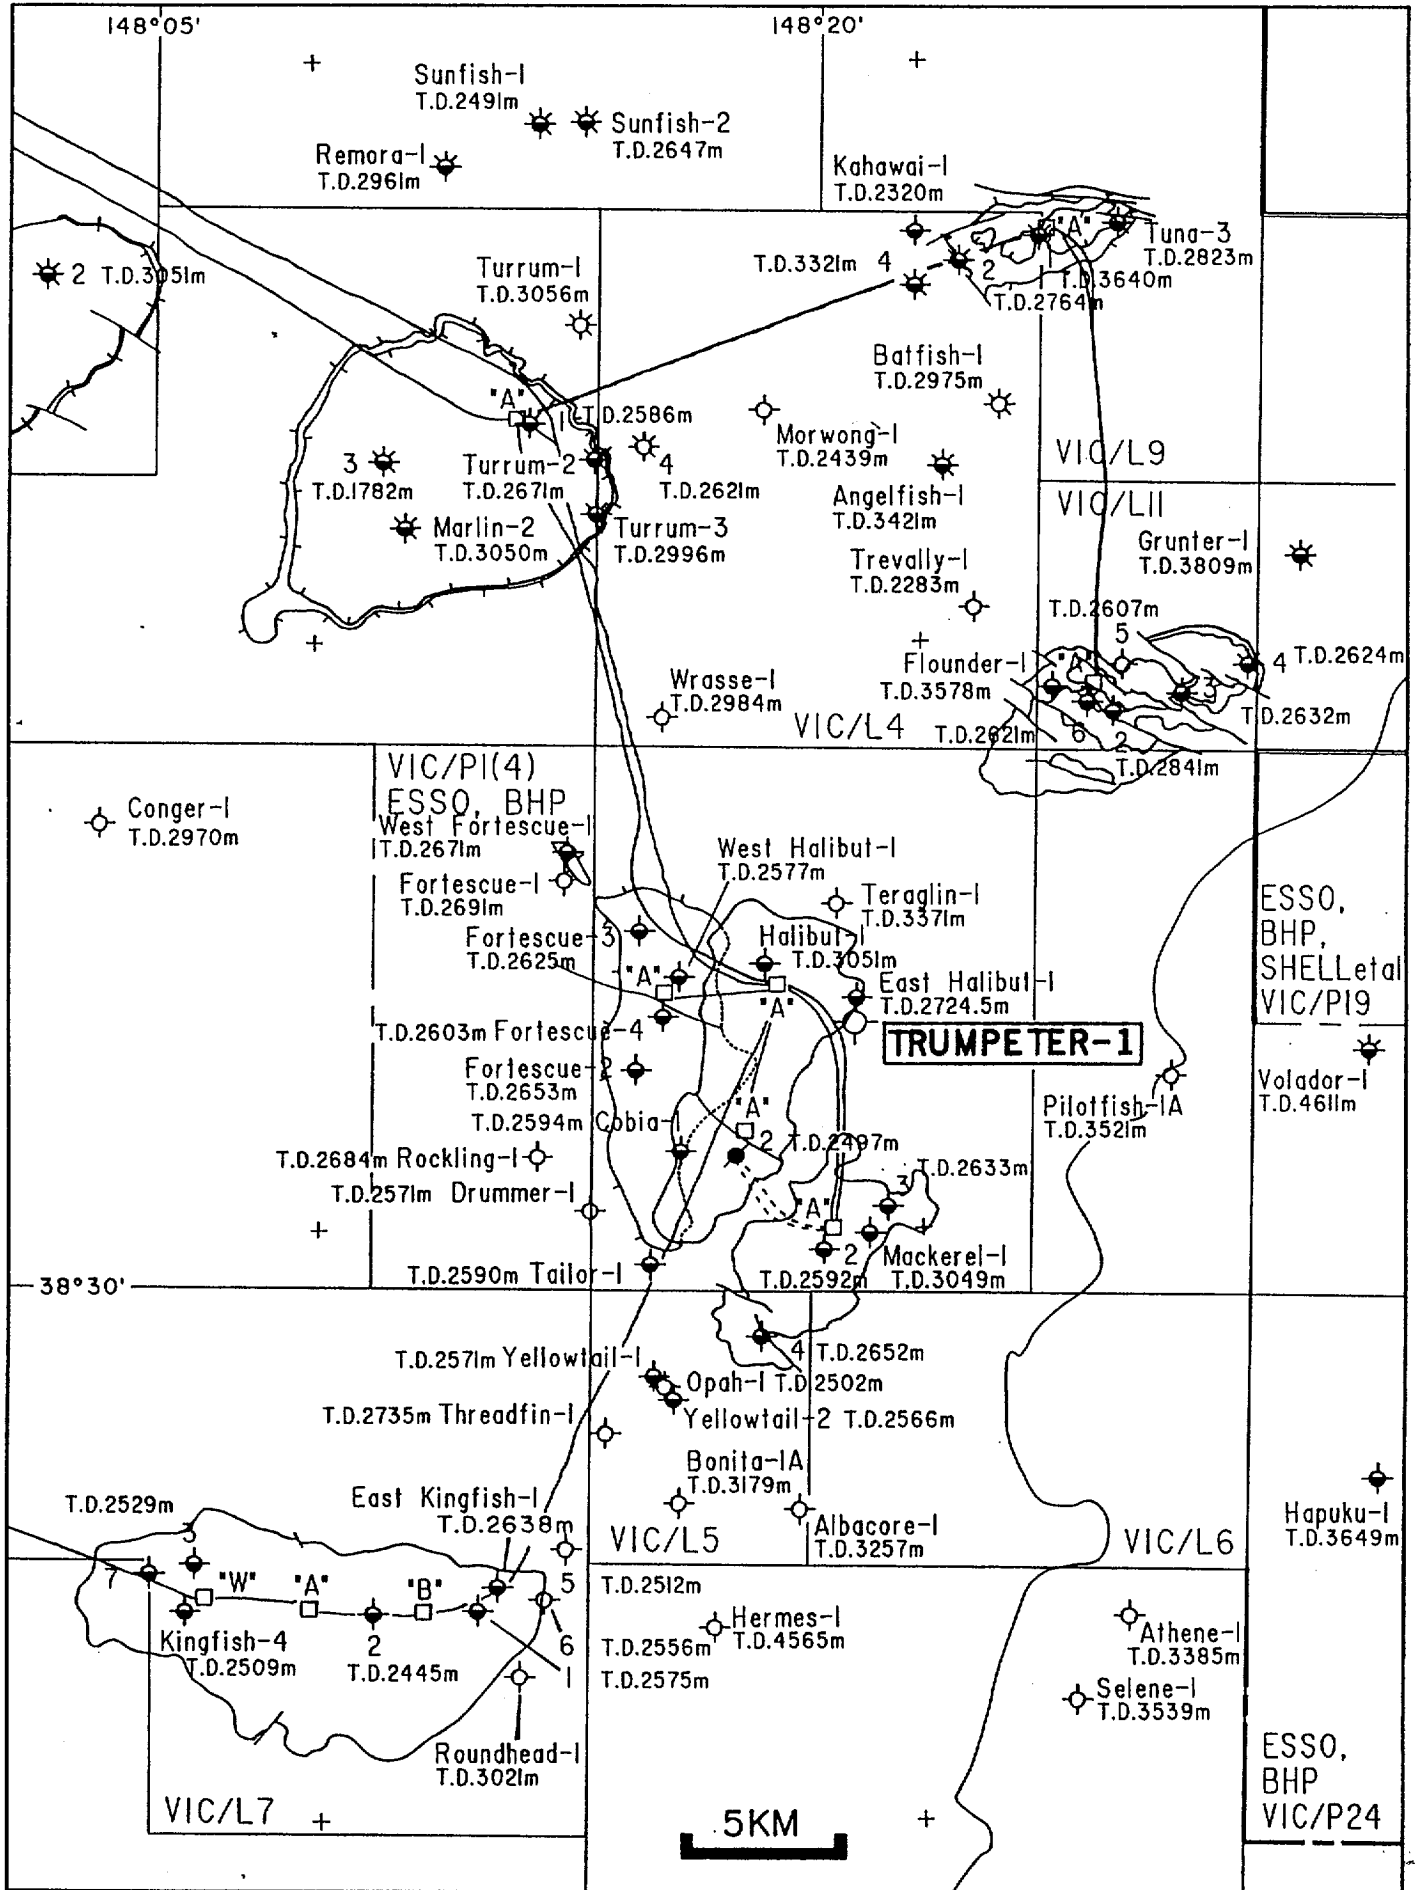 148°05'
148°20'
Sunfish-1
T.D.2491m
Sunfish-2
T.D.2647m
Remora-1
T.D.2961m
Kahawai-1
T.D.2320m
"A"
Tuna-3
T.D.2823m
2 T.D.3051m
Turrum-1
T.D.3056m
T.D.3321m
4
2
1
T.D.3640m
T.D.2764m
Batfish-1
T.D.2975m
"A"
1
T.D.2586m
Morwong-1
T.D.2439m
3
T.D.1782m
Turrum-2
T.D.2671m
4
T.D.2621m
VIC/L9
Angelfish-1
T.D.3421m
VIC/L11
Marlin-2
T.D.3050m
Turrum-3
T.D.2996m
Grunter-1
T.D.3809m
Trevally-1
T.D.2283m
T.D.2607m
5
Flounder-1
T.D.3578m
"A"
4 T.D.2624m
3
T.D.2632m
Wrasse-1
T.D.2984m
VIC/L4
T.D.2621m
6
2
T.D.2841m
VIC/P1(4)
ESSO, BHP
Conger-1
T.D.2970m
West Fortescue-1
T.D.2671m
West Halibut-1
T.D.2577m
Fortescue-1
T.D.2691m
Teraglin-1
T.D.3371m
ESSO,
BHP,
SHELLetal
VIC/P19
Fortescue-3
T.D.2625m
Halibut-1
T.D.3051m
"A"
"A"
East Halibut-1
T.D.2724.5m
TRUMPETER-1
T.D.2603m Fortescue-4
Fortescue-2
T.D.2653m
Volador-1
T.D.4611m
Pilotfish-1A
T.D.3521m
T.D.2594m Cobia-1
"A"
2 T.D.2497m
T.D.2684m Rockling-1
T.D.2633m
3
T.D.2571m Drummer-1
"A"
2
T.D.2592m
Mackerel-1
T.D.3049m
T.D.2590m Tailor-1
38°30'
4 T.D.2652m
T.D.2571m Yellowtail-1
Opah-1 T.D.2502m
T.D.2735m Threadfin-1
Yellowtail-2 T.D.2566m
Bonita-1A
T.D.3179m
T.D.2529m
East Kingfish-1
T.D.2638m
Albacore-1
T.D.3257m
VIC/L5
VIC/L6
Hapuku-1
T.D.3649m
3
7
"W"
"A"
"B"
5 T.D.2512m
Kingfish-4
T.D.2509m
2
T.D.2445m
6 T.D.2556m
1 T.D.2575m
Hermes-1
T.D.4565m
Athene-1
T.D.3385m
Selene-1
T.D.3539m
Roundhead-1
T.D.3021m
ESSO,
BHP
VIC/P24
VIC/L7
5KM